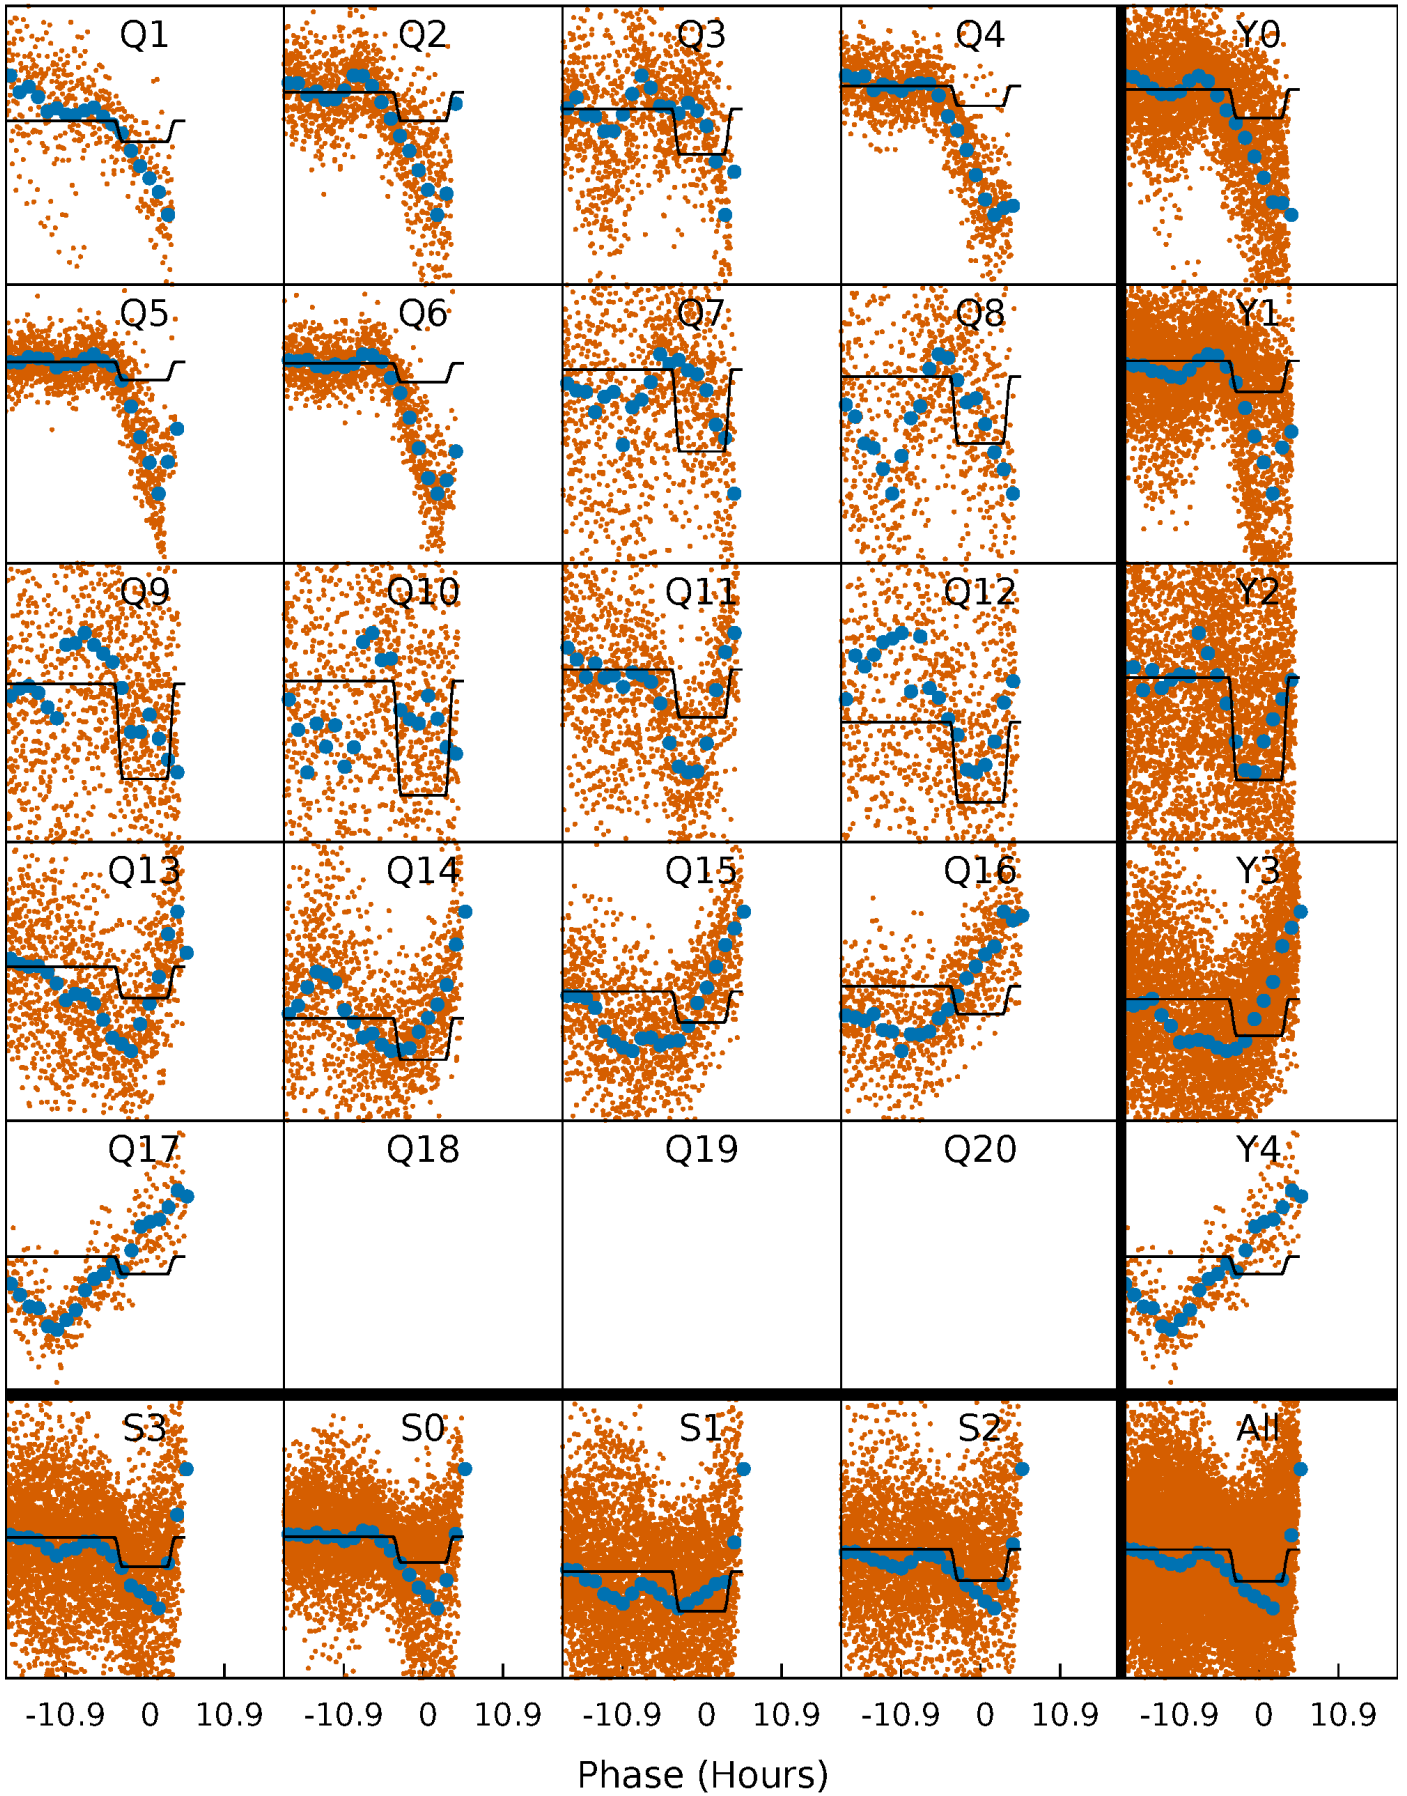 Q1 Q2 Q3 Q4 Y0
Q5 Q6 Q7 Q8 Y1
Q9 Q10 Q11 Q12 Y2
Q13 Q14 Q15 Q16 Y3
Q17 Q18 Q19 Q20 Y4
S3 S0 S1 S2 All
-10.9 0 10.9 -10.9 0 10.9 -10.9 0 10.9 -10.9 0 10.9 -10.9 0 10.9
Phase (Hours)